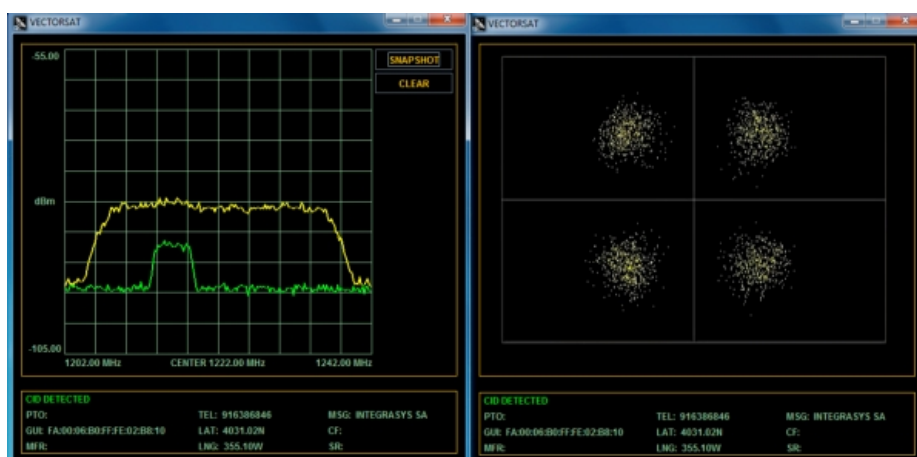 VECTORSAT
-55.00
SNAPSHOT
CLEAR
dBm
-105.00
1202.00 MHz CENTER 1222.00 MHz 1242.00 MHz
CID DETECTED
PTO: TEL: 916386846 MSG: INTEGRASYS SA
GUI: FA:00:06:B0:FF:FE:02:B8:10 LAT: 4031.02N CF:
MFR: LNG: 355.10W SR:
VECTORSAT
CID DETECTED
PTO: TEL: 916386846 MSG: INTEGRASYS SA
GUI: FA:00:06:B0:FF:FE:02:B8:10 LAT: 4031.02N CF:
MFR: LNG: 355.10W SR: